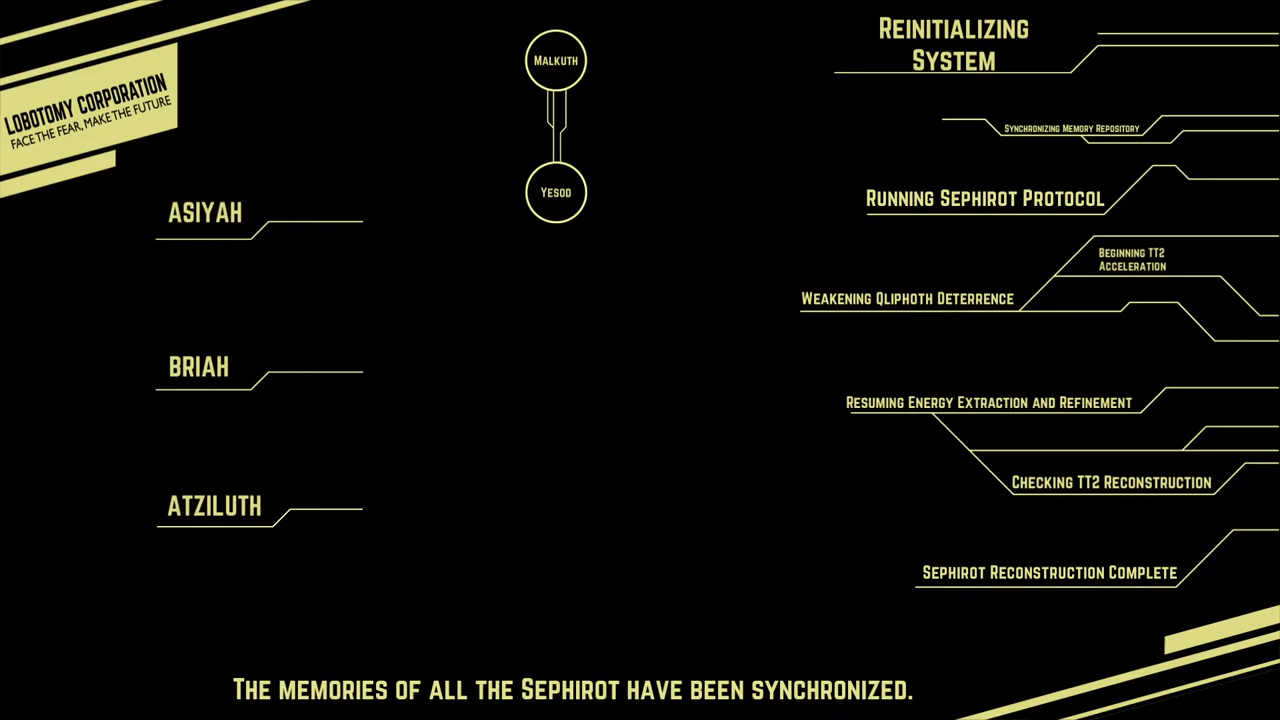 LOBOTOMY CORPORATION
FACE THE FEAR, MAKE THE FUTURE
ASIYAH
BRIAH
ATZILUTH
MALKUTH
YESOD
REINITIALIZING
SYSTEM
SYNCHRONIZING MEMORY REPOSITORY
RUNNING SEPHIROT PROTOCOL
BEGINNING TT2
ACCELERATION
WEAKENING QLIPHOTH DETERRENCE
RESUMING ENERGY EXTRACTION AND REFINEMENT
CHECKING TT2 RECONSTRUCTION
SEPHIROT RECONSTRUCTION COMPLETE
THE MEMORIES OF ALL THE SEPHIROT HAVE BEEN SYNCHRONIZED.